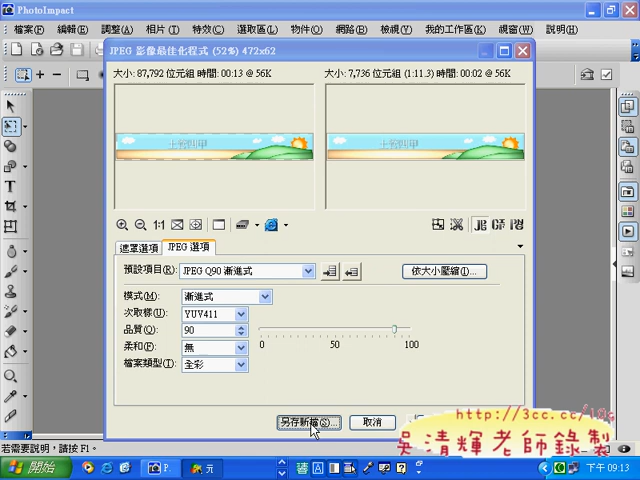 PhotoImpact
檔案(F) 編輯(E) 調整(A) 相片(I) 特效(C) 選取區(L) 物件(O) 網路(B) 檢視(V) 我的工作區(K) 視窗(W) 說明(H)
JPEG 影像最佳化程式 (52%) 472x62
大小: 87,792 位元組 時間: 00:13 @ 56K
大小: 7,736 位元組 (1:11.3) 時間: 00:02 @ 56K
1:1
遮罩選項 JPEG 選項
預設項目(R): JPEG Q90 漸進式 依大小壓縮(I)...
模式(M): 漸進式
次取樣(U): YUV411
品質(Q): 90
0 50 100
柔和(F): 無
檔案類型(T): 全彩
另存新檔(S)... 取消
http://3cc.cc/10g
吳清輝老師錄製
若需要說明，請按 F1。
開始 P. 元 下午 09:13